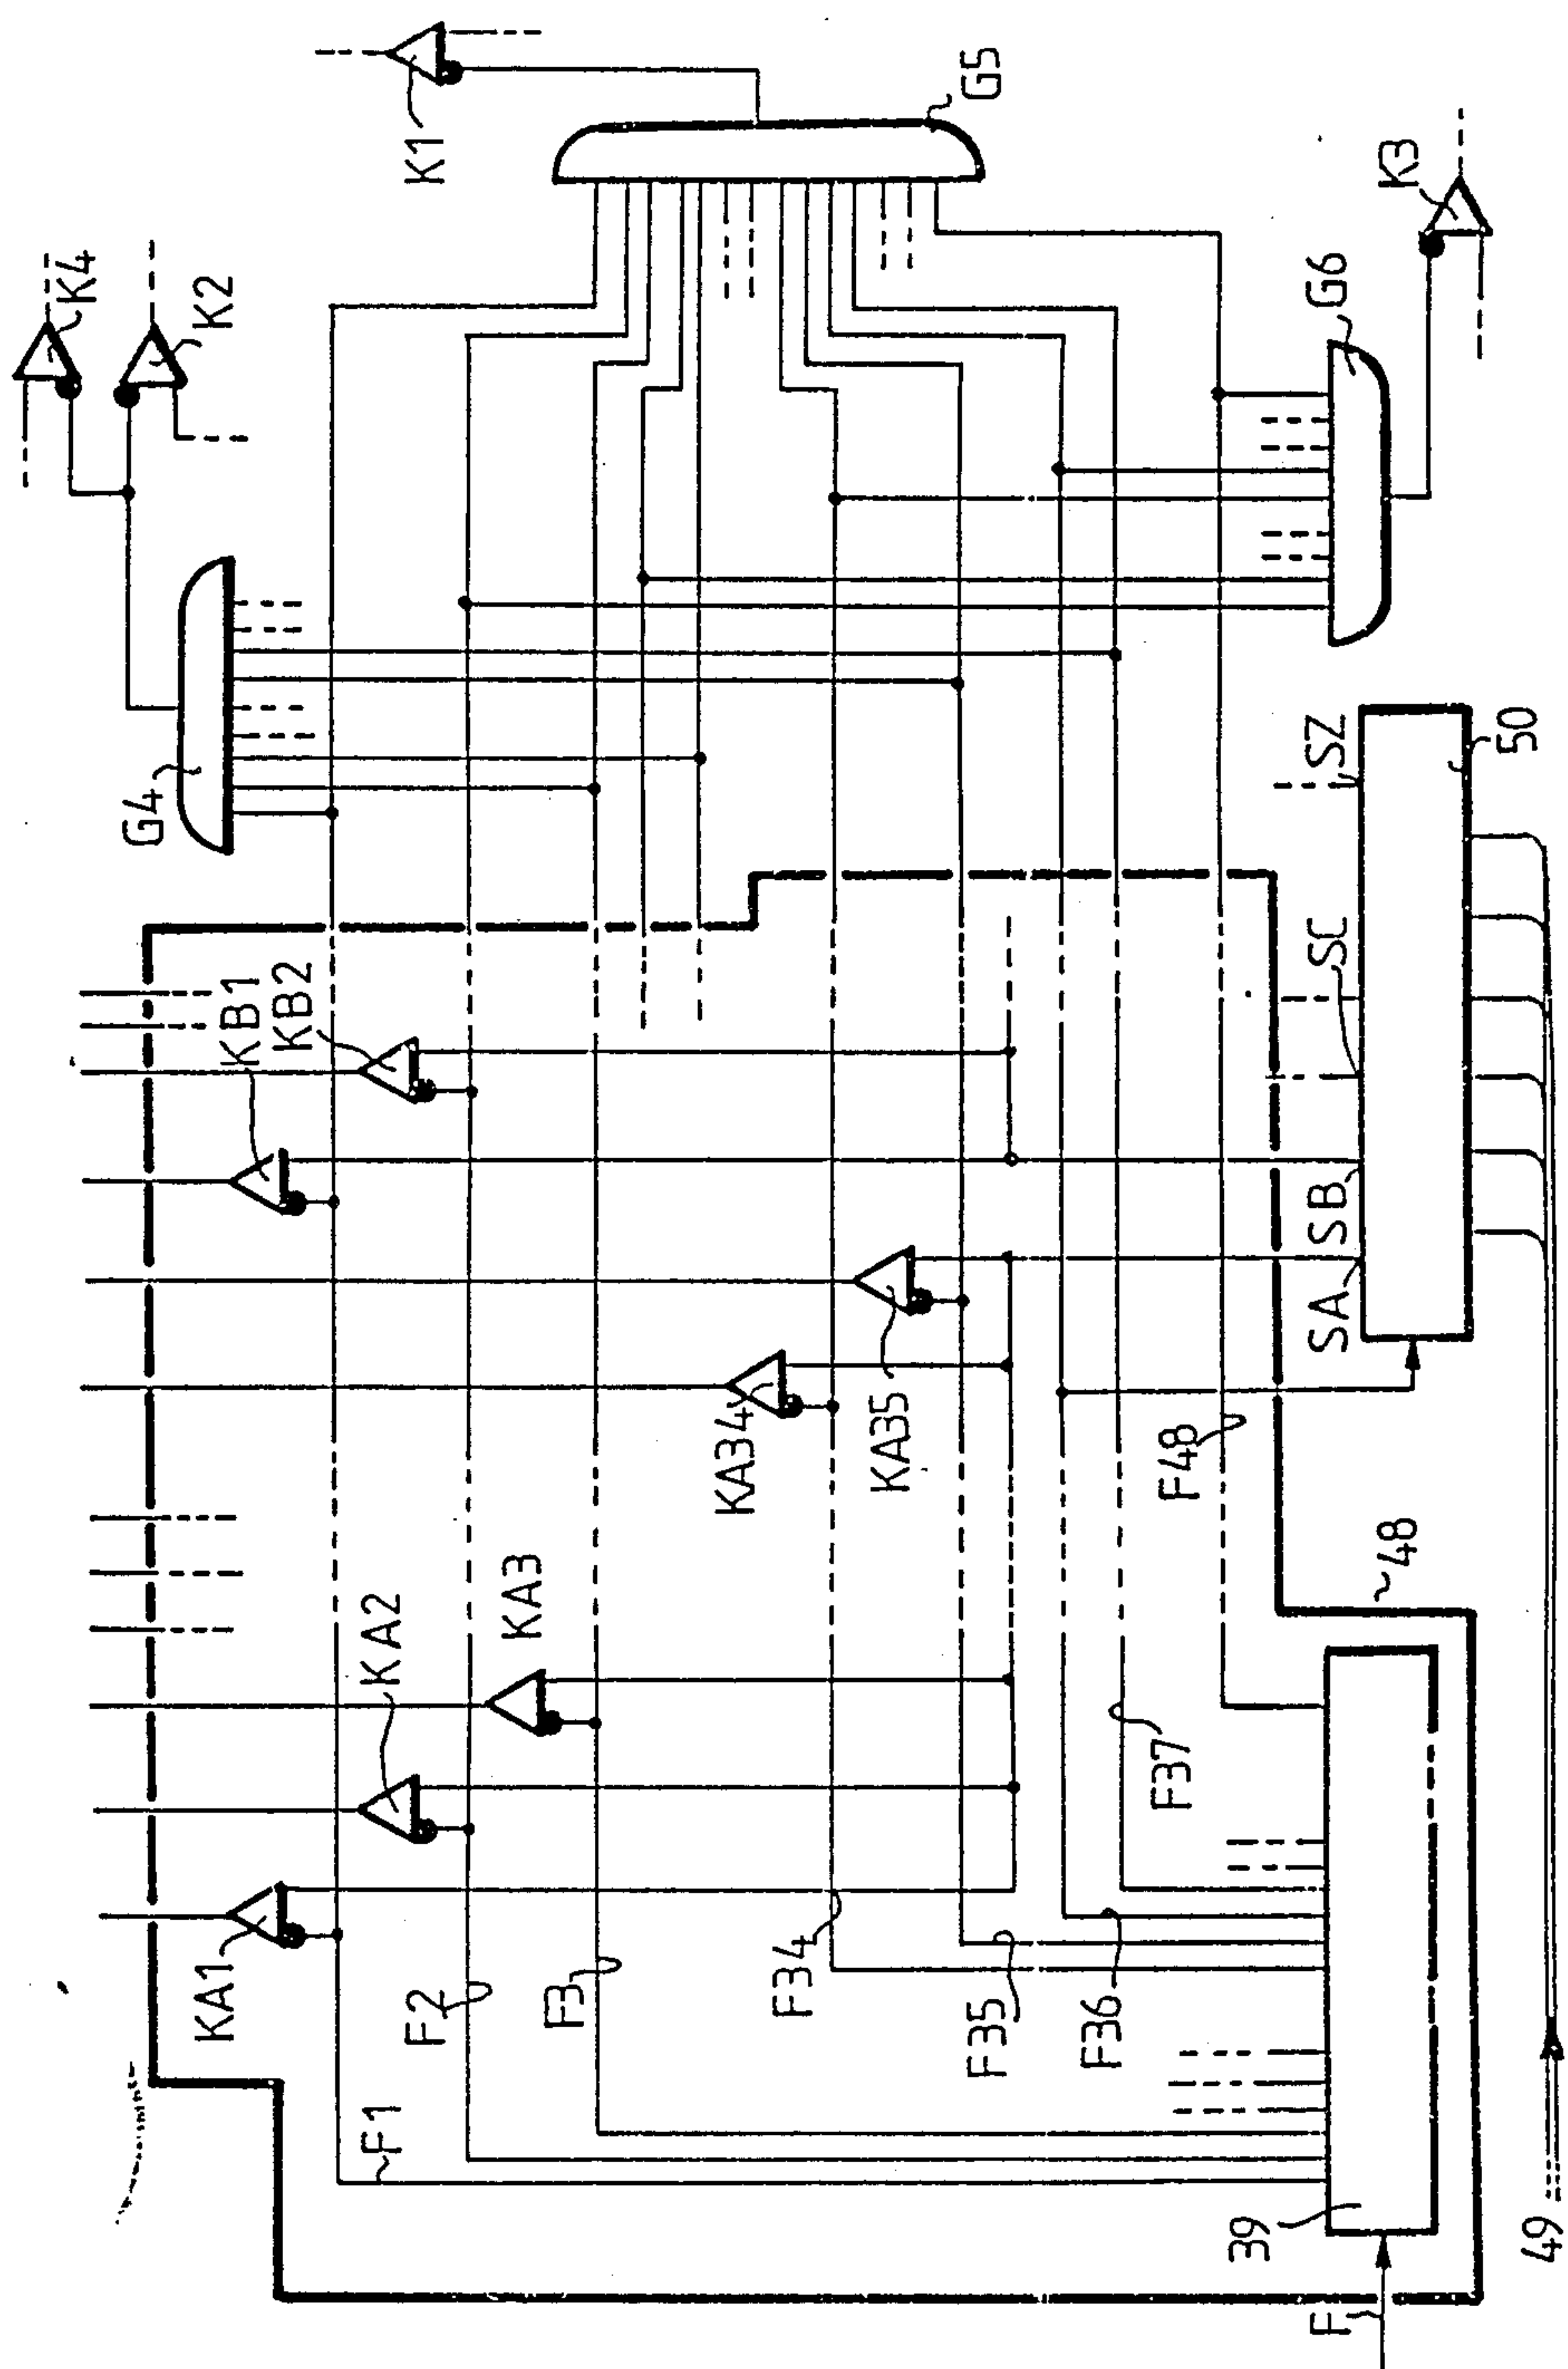 K4
K2
K1
G5
G4
K3
G6
KB1
KB2
SZ
SC
50
SB
SA
KA34
KA35
F48
48
KA2
KA3
F37
KA1
F2
F3
F34
F35
F36
F1
39
49
F